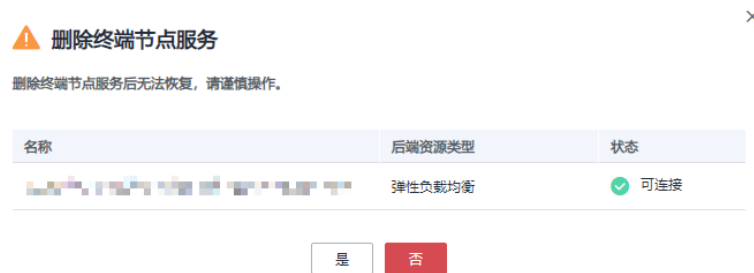 删除终端节点服务
删除终端节点服务后无法恢复，请谨慎操作。
名称 后端资源类型 状态
弹性负载均衡 可连接
是 否